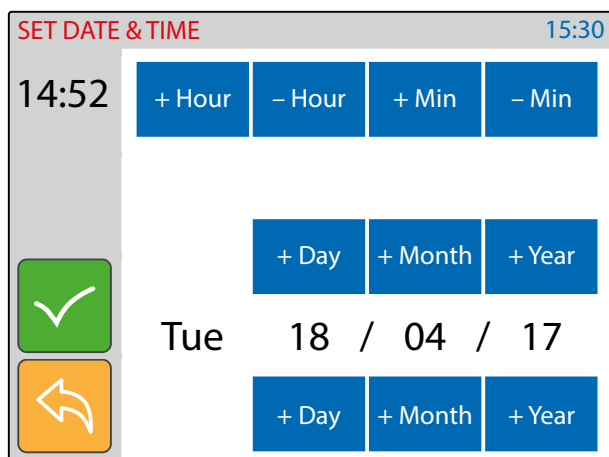 SET DATE & TIME 15:30
14:52 + Hour – Hour + Min – Min
+ Day + Month + Year
Tue 18 / 04 / 17
+ Day + Month + Year